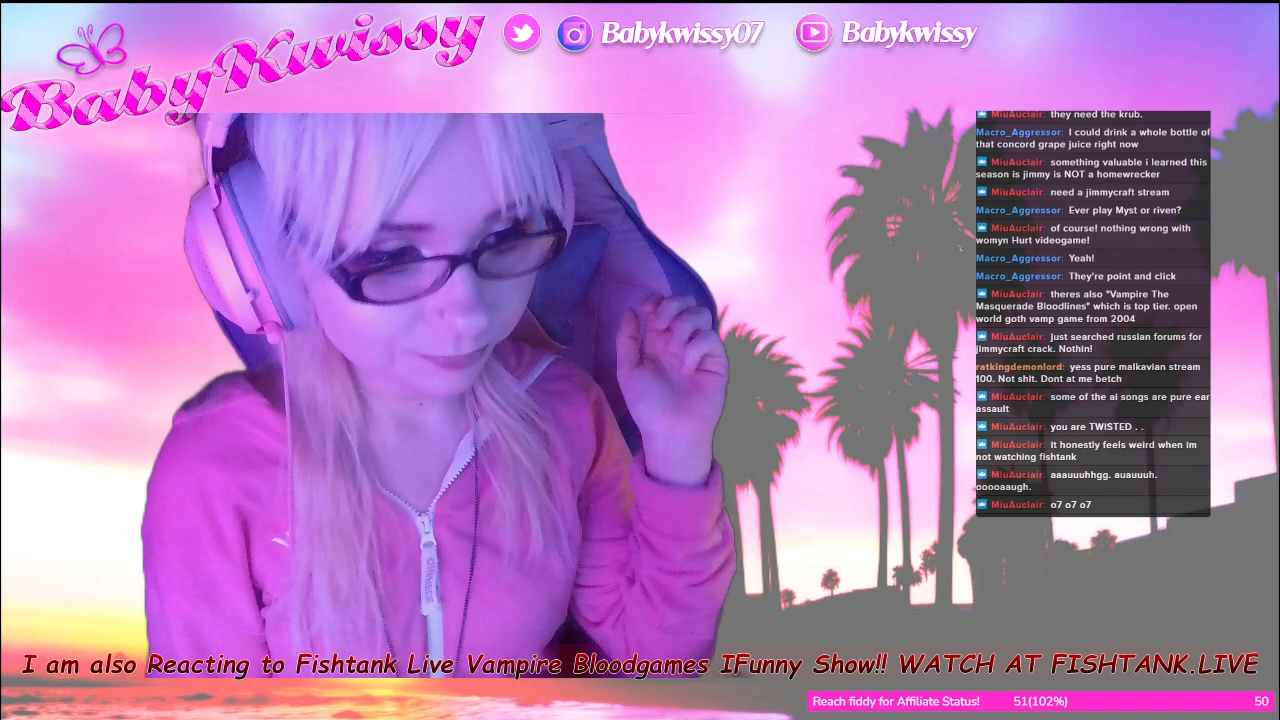 BabyKwissy
Babykwissy07
Babykwissy
MiuAuclair: they need the krub.
Macro_Aggressor: I could drink a whole bottle of
that concord grape juice right now
MiuAuclair: something valuable i learned this
season is jimmy is NOT a homewrecker
MiuAuclair: need a jimmycraft stream
Macro_Aggressor: Ever play Myst or riven?
MiuAuclair: of course! nothing wrong with
womyn Hurt videogame!
Macro_Aggressor: Yeah!
Macro_Aggressor: They're point and click
MiuAuclair: theres also "Vampire The
Masquerade Bloodlines" which is top tier. open
world goth vamp game from 2004
MiuAuclair: just searched russian forums for
jimmycraft crack. Nothin!
ratkingdemonlord: yess pure malkavian stream
100. Not shit. Dont at me betch
MiuAuclair: some of the ai songs are pure ear
assault
MiuAuclair: you are TWISTED . .
MiuAuclair: it honestly feels weird when im
not watching fishtank
MiuAuclair: aaauuuhhgg. auauuuh.
ooooaaugh.
MiuAuclair: o7 o7 o7
I am also Reacting to Fishtank Live Vampire Bloodgames IFunny Show!! WATCH AT FISHTANK.LIVE
Reach fiddy for Affiliate Status! 51(102%) 50